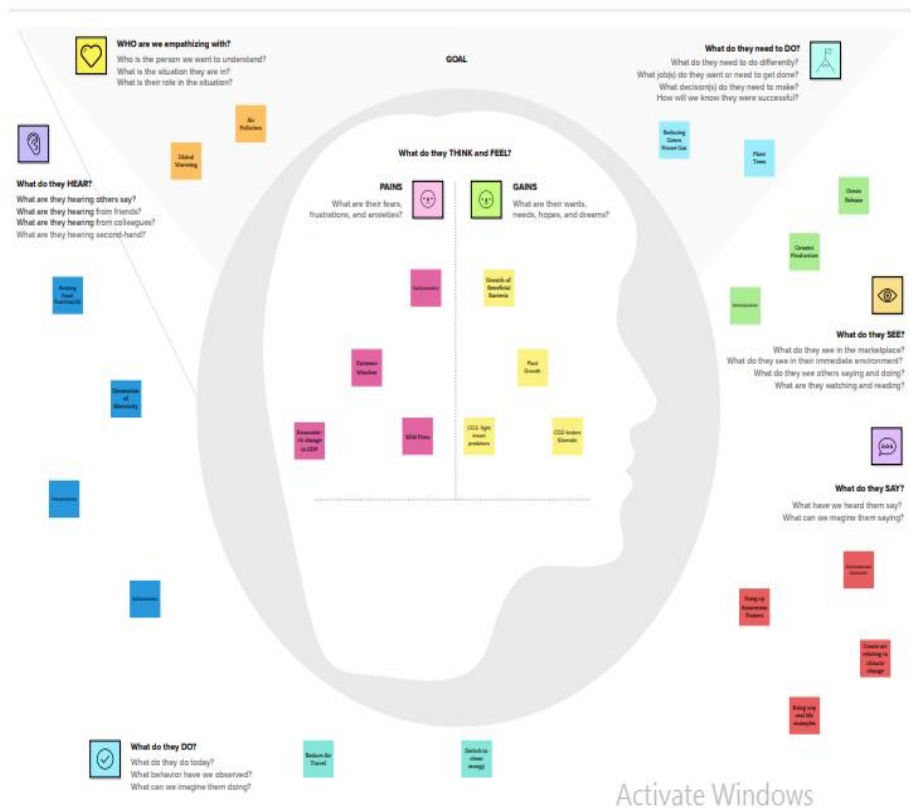 WHO are we empathizing with?
Who is the person we want to understand?
What is the situation they are in?
What is their role in the situation?
GOAL
What do they need to DO?
What do they need to do differently?
What job(s) do they want or need to get done?
What decision(s) do they need to make?
How will we know they were successful?
Air
Pollution
Global
Warming
Reducing
Green
House Gas
Plant
Trees
What do they HEAR?
What are they hearing others say?
What are they hearing from friends?
What are they hearing from colleagues?
What are they hearing second-hand?
What do they THINK and FEEL?
PAINS
What are their fears,
frustrations, and anxieties?
GAINS
What are their wants,
needs, hopes, and dreams?
Release
Cement
Production
Growth of
Beneficial
Bacteria
Extreme
Weather
Plant
Growth
change
in GDP
Wild Fires
CO2- fight
insect
predators
CO2 fosters
Generation
of
Electricity
What do they SEE?
What do they see in the marketplace?
What do they see in their immediate environment?
What do they see others saying and doing?
What are they watching and reading?
What do they SAY?
What have we heard them say?
What can we imagine them saying?
Hang up
Awareness
Posters
Create art
relating to
climate
change
Bring any
real life
examples
What do they DO?
What do they do today?
What behavior have we observed?
What can we imagine them doing?
Reduce Air
Travel
Switch to
clean
energy
Activate Windows